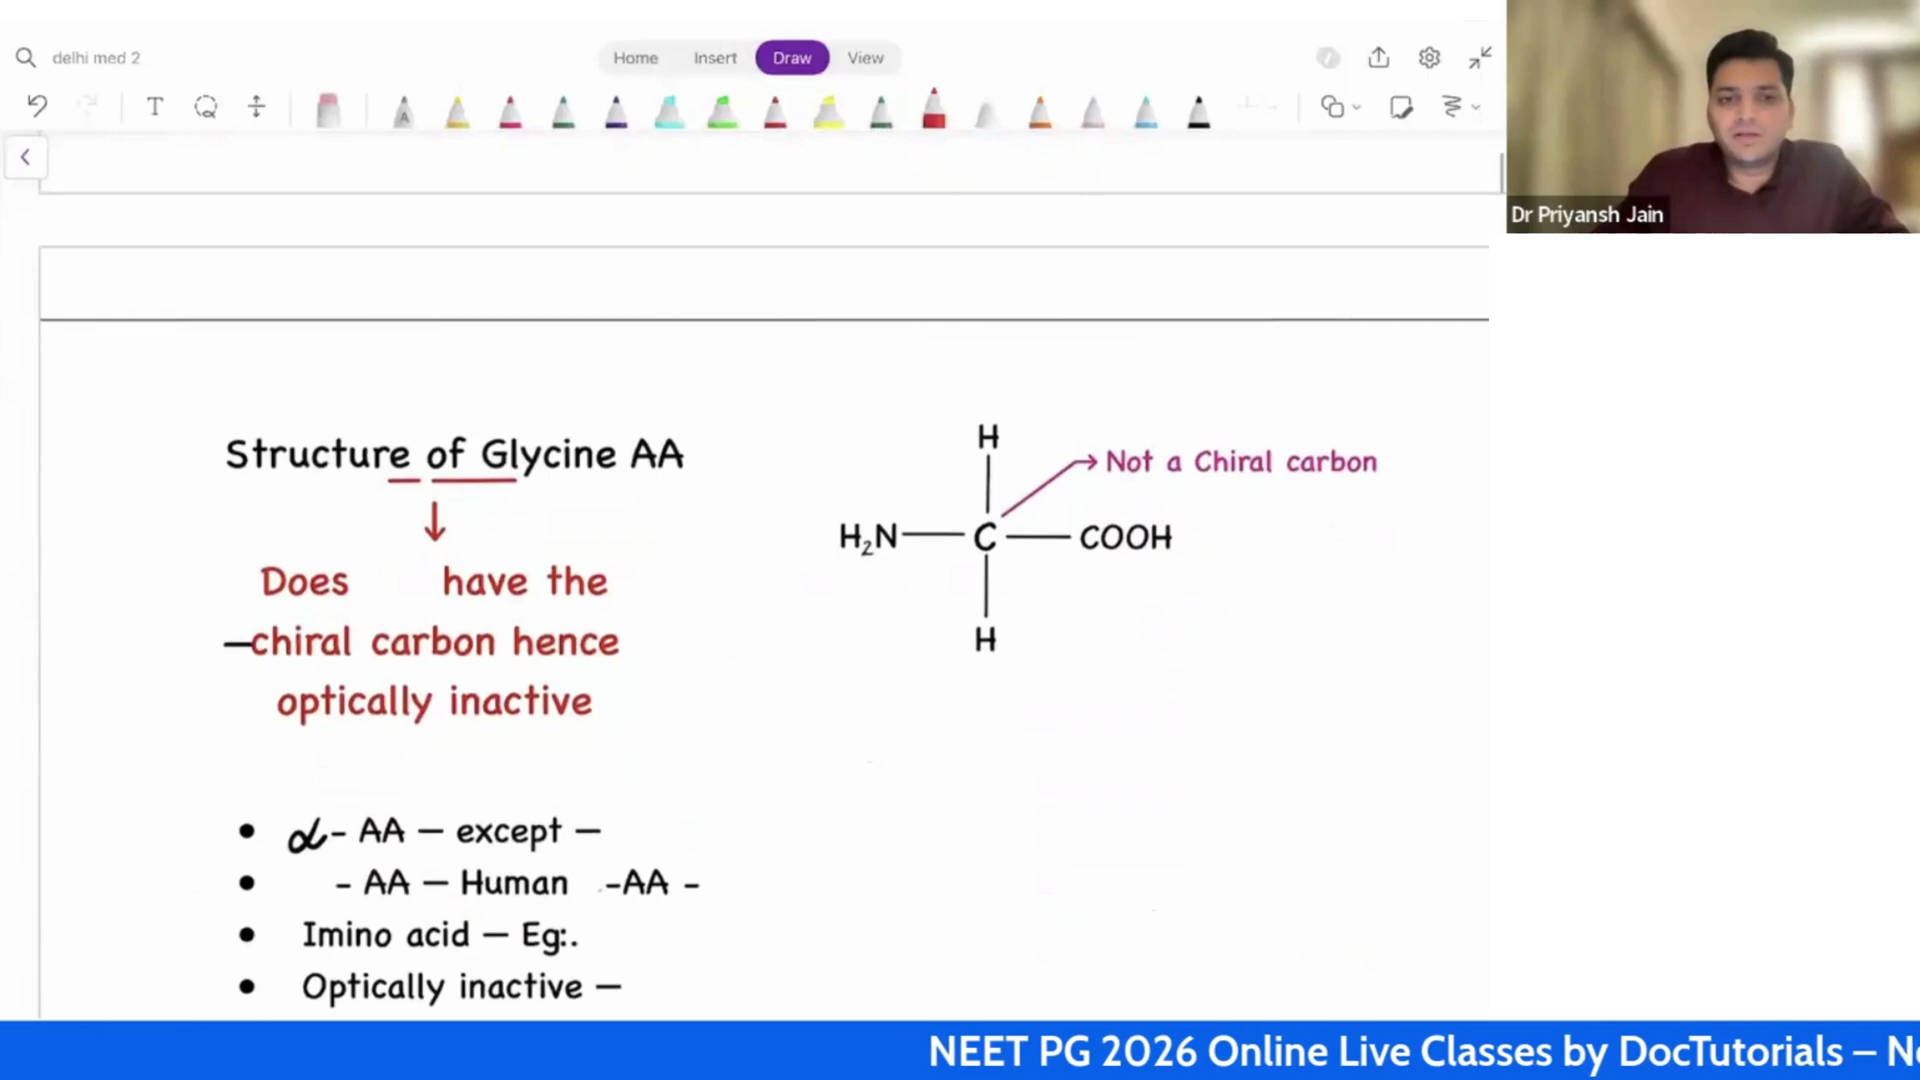 delhi med 2
Home Insert Draw View
T
A
Dr Priyansh Jain
Structure of Glycine AA
↓
Does have the
—chiral carbon hence
optically inactive
H
→ Not a Chiral carbon
H₂N — C — COOH
H
• α- AA — except —
• - AA — Human -AA -
• Imino acid — Eg:.
• Optically inactive —
NEET PG 2026 Online Live Classes by DocTutorials – N